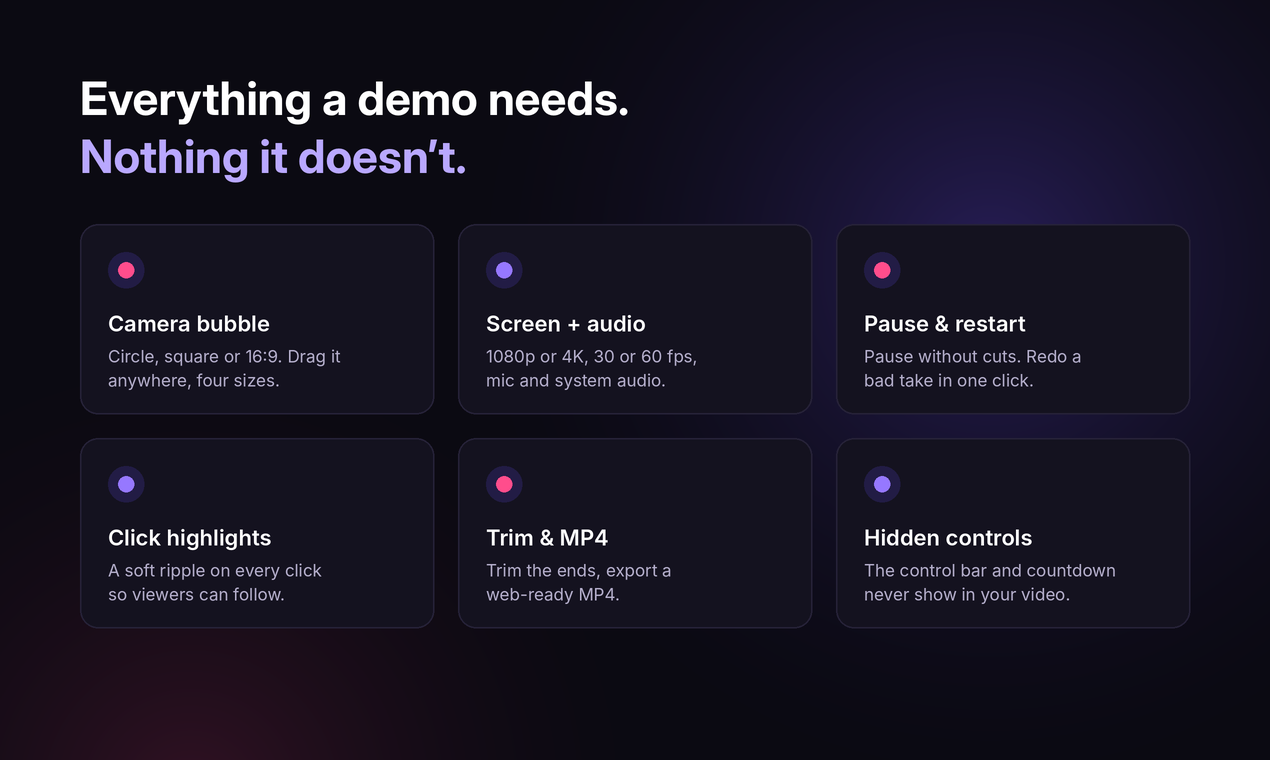 Everything a demo needs.
Nothing it doesn’t.
Camera bubble
Circle, square or 16:9. Drag it
anywhere, four sizes.
Screen + audio
1080p or 4K, 30 or 60 fps,
mic and system audio.
Pause & restart
Pause without cuts. Redo a
bad take in one click.
Click highlights
A soft ripple on every click
so viewers can follow.
Trim & MP4
Trim the ends, export a
web-ready MP4.
Hidden controls
The control bar and countdown
never show in your video.